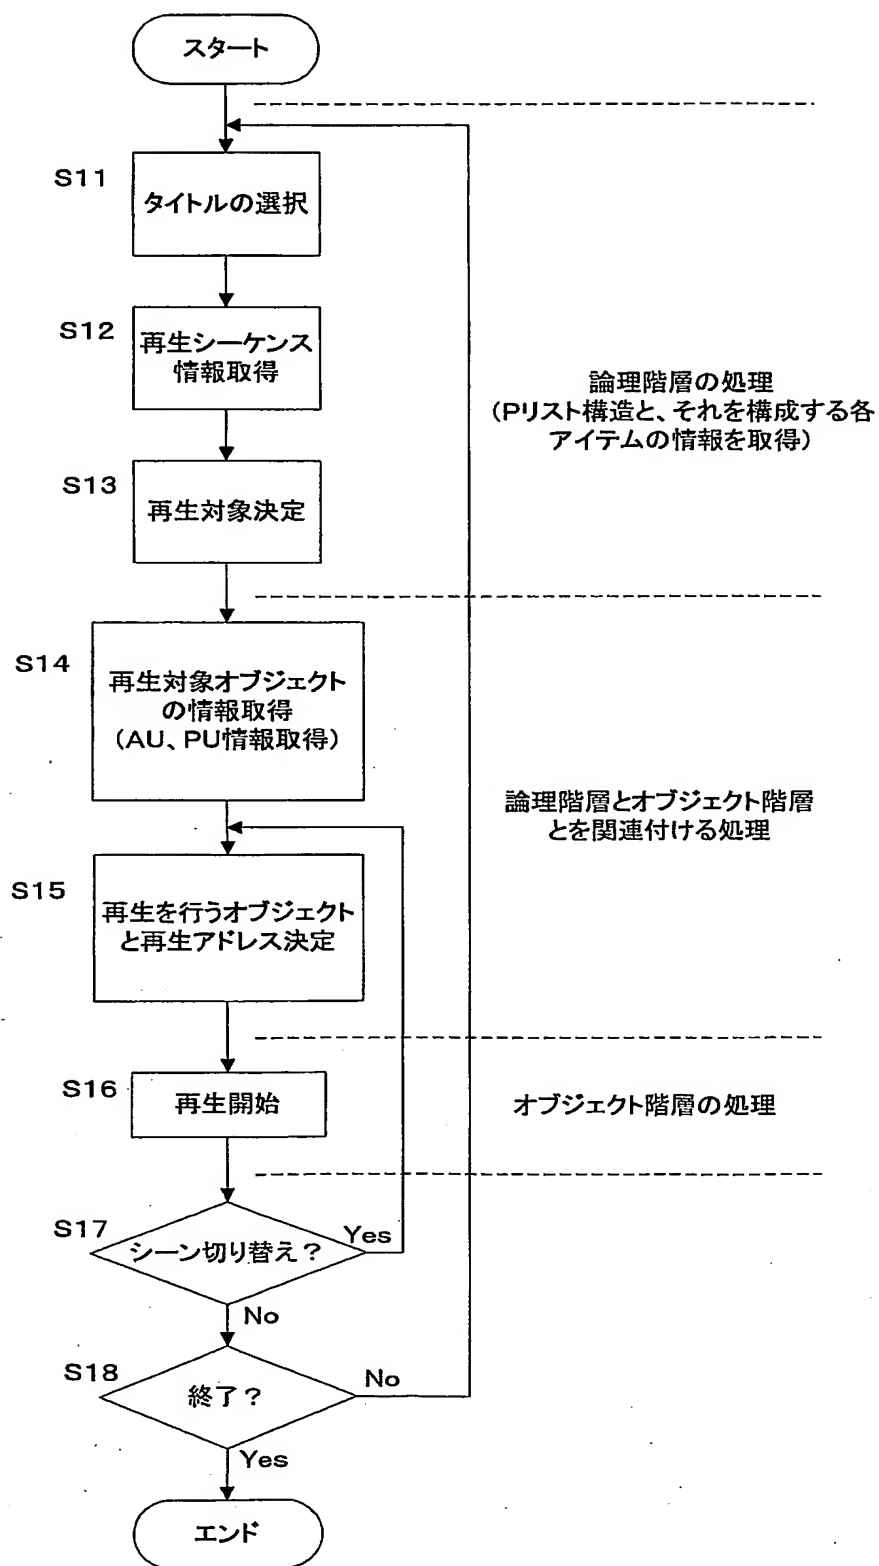 スタート
S11
タイトルの選択
S12
再生シーケンス
情報取得
論理階層の処理
(Pリスト構造と、それを構成する各
アイテムの情報を取得)
S13
再生対象決定
S14
再生対象オブジェクト
の情報取得
(AU、PU情報取得)
論理階層とオブジェクト階層
とを関連付ける処理
S15
再生を行うオブジェクト
と再生アドレス決定
S16
再生開始
オブジェクト階層の処理
S17
シーン切り替え?
Yes
No
S18
終了?
No
Yes
エンド